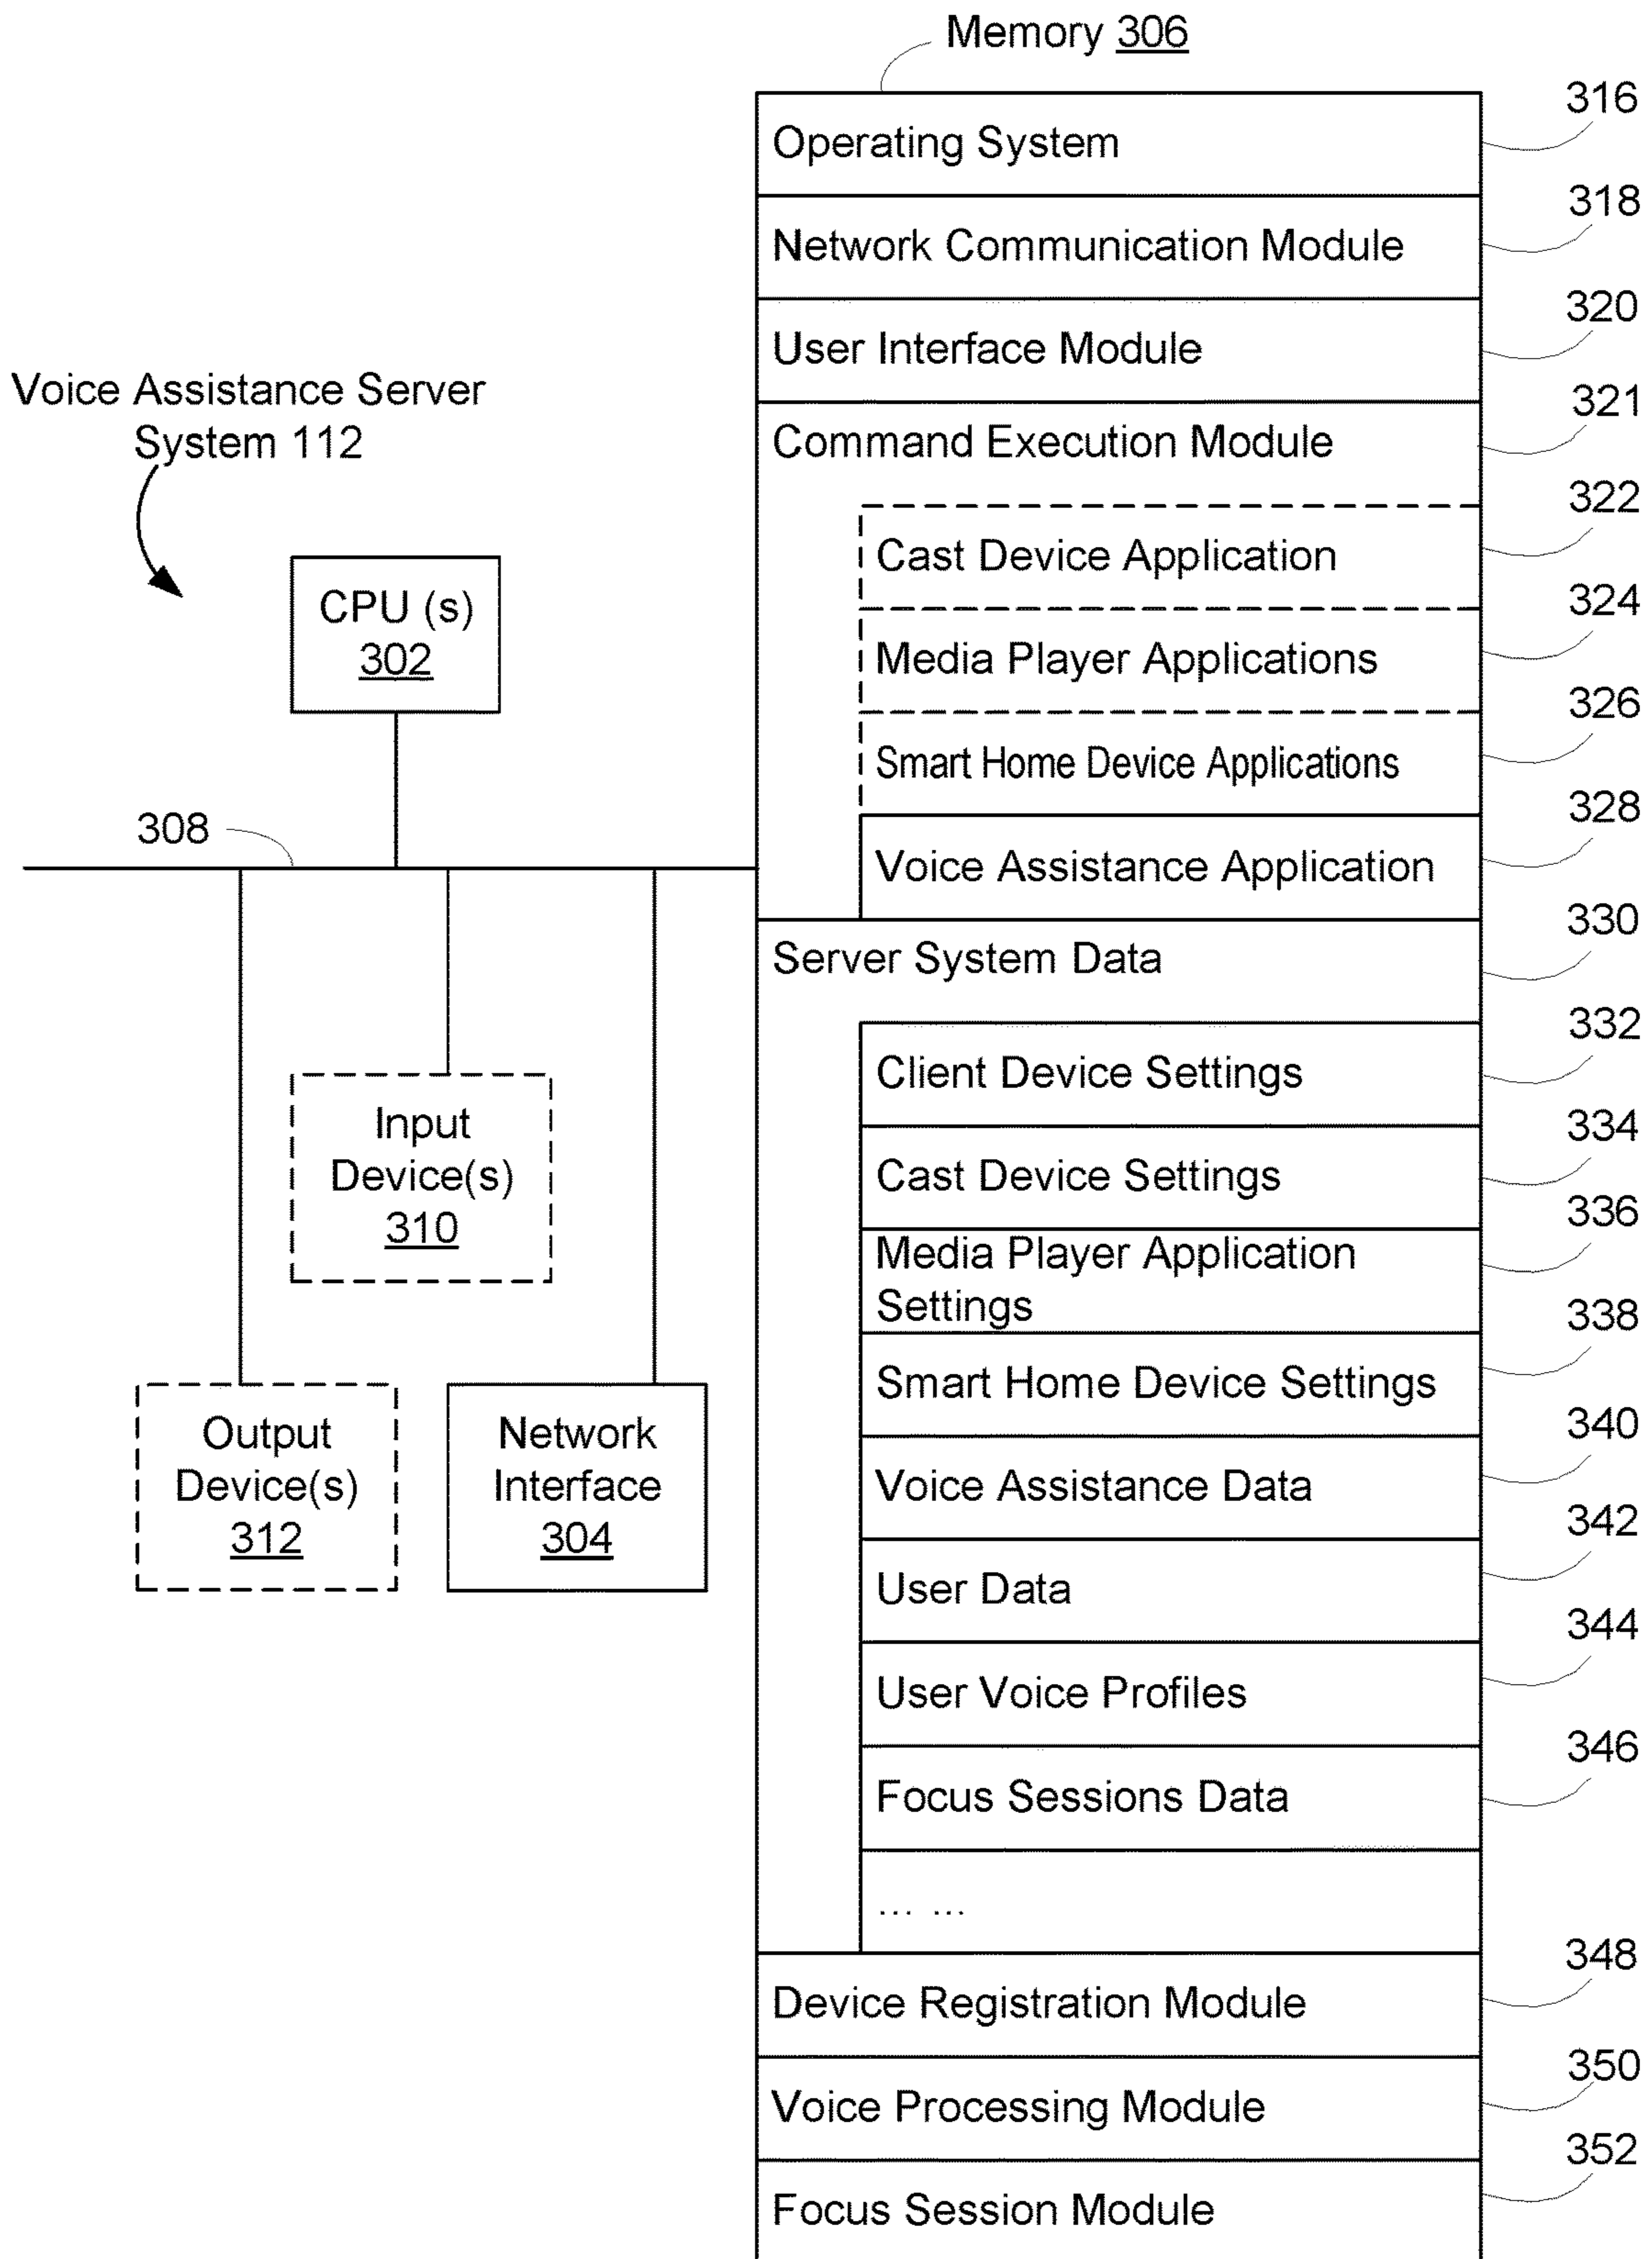 Memory 306
Operating System
316
Network Communication Module
318
User Interface Module
320
Command Execution Module
321
Cast Device Application
322
Media Player Applications
324
Smart Home Device Applications
326
Voice Assistance Application
328
Server System Data
330
Client Device Settings
332
Cast Device Settings
334
Media Player Application
Settings
336
Smart Home Device Settings
338
Voice Assistance Data
340
User Data
342
User Voice Profiles
344
Focus Sessions Data
346
... ...
Device Registration Module
348
Voice Processing Module
350
Focus Session Module
352
Voice Assistance Server
System 112
CPU (s)
302
308
Input
Device(s)
310
Output
Device(s)
312
Network
Interface
304